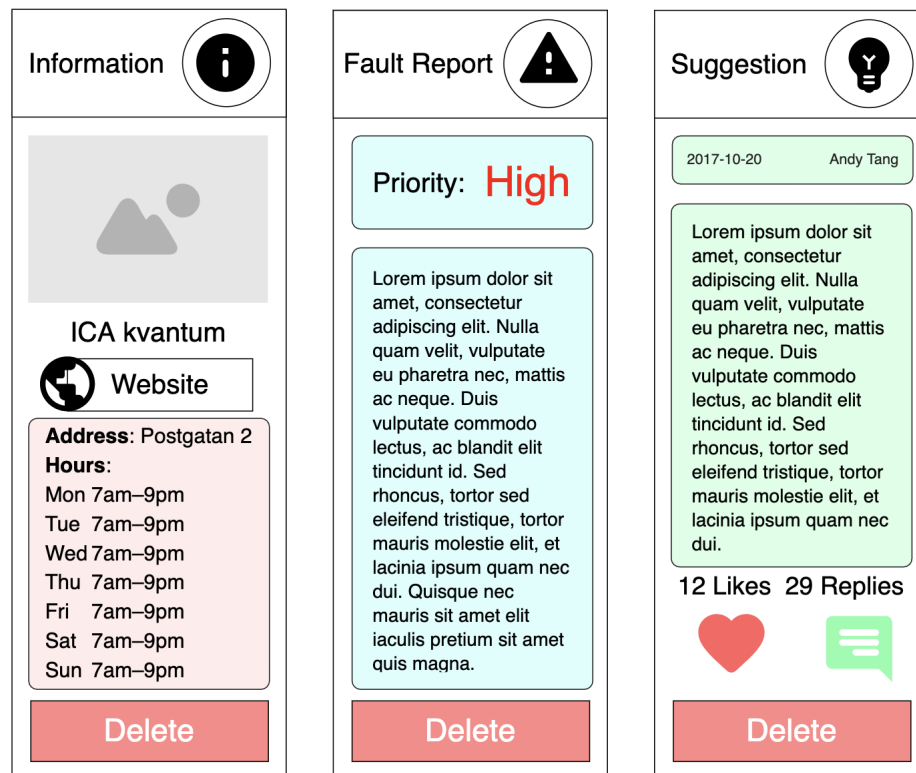 Information
ICA kvantum
Website
Address: Postgatan 2
Hours:
Mon 7am–9pm
Tue 7am–9pm
Wed 7am–9pm
Thu 7am–9pm
Fri 7am–9pm
Sat 7am–9pm
Sun 7am–9pm
Delete
Fault Report
Priority: High
Lorem ipsum dolor sit
amet, consectetur
adipiscing elit. Nulla
quam velit, vulputate
eu pharetra nec, mattis
ac neque. Duis
vulputate commodo
lectus, ac blandit elit
tincidunt id. Sed
rhoncus, tortor sed
eleifend tristique, tortor
mauris molestie elit, et
lacinia ipsum quam nec
dui. Quisque nec
mauris sit amet elit
iaculis pretium sit amet
quis magna.
Delete
Suggestion
2017-10-20 Andy Tang
Lorem ipsum dolor sit
amet, consectetur
adipiscing elit. Nulla
quam velit, vulputate
eu pharetra nec, mattis
ac neque. Duis
vulputate commodo
lectus, ac blandit elit
tincidunt id. Sed
rhoncus, tortor sed
eleifend tristique, tortor
mauris molestie elit, et
lacinia ipsum quam nec
dui.
12 Likes 29 Replies
Delete